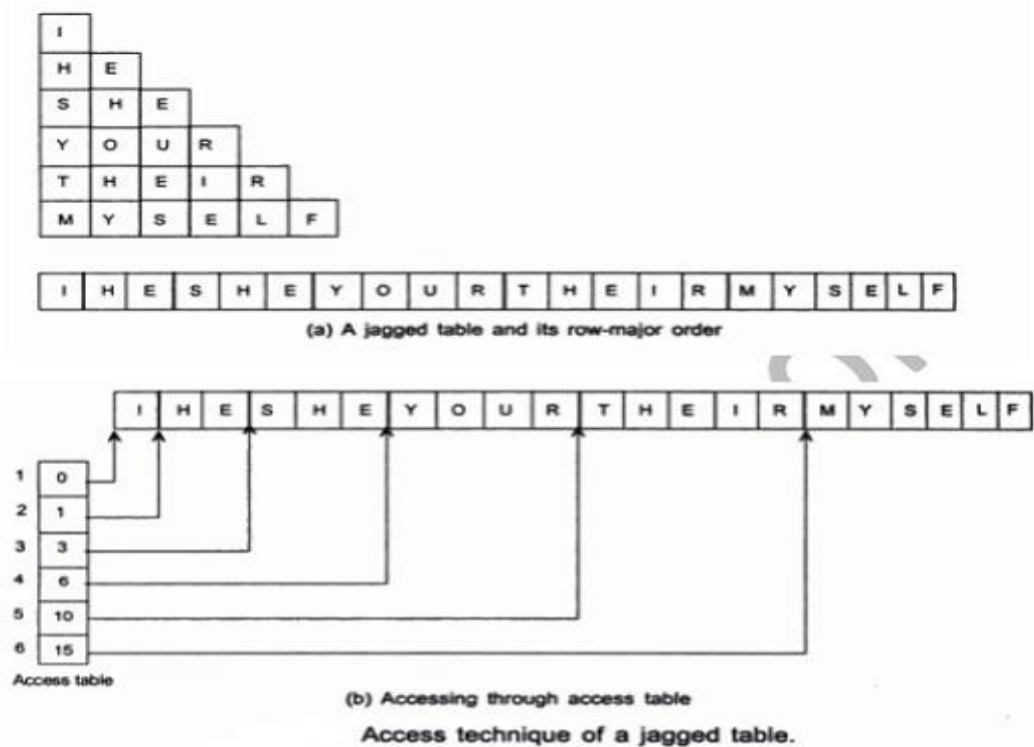 I
H E
S H E
Y O U R
T H E I R
M Y S E L F
I H E S H E Y O U R T H E I R M Y S E L F
(a) A jagged table and its row-major order
I H E S H E Y O U R T H E I R M Y S E L F
1 0
2 1
3 3
4 6
5 10
6 15
Access table
(b) Accessing through access table
Access technique of a jagged table.